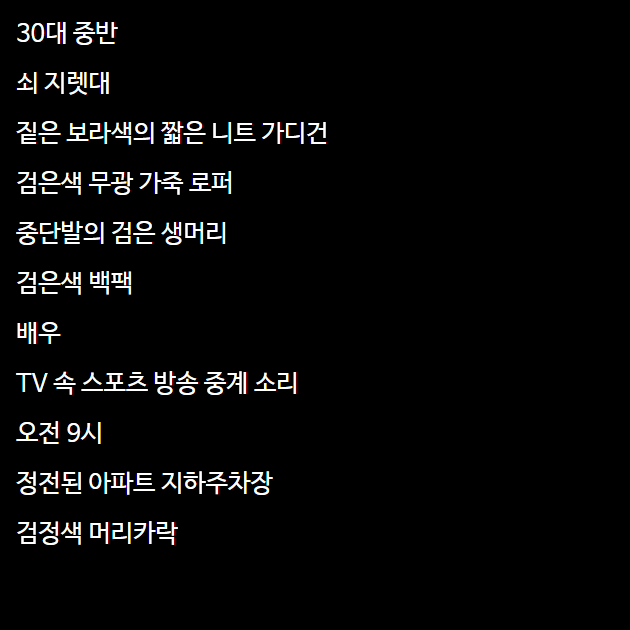 30대 중반
쇠 지렛대
짙은 보라색의 짧은 니트 가디건
검은색 무광 가죽 로퍼
중단발의 검은 생머리
검은색 백팩
배우
TV 속 스포츠 방송 중계 소리
오전 9시
정전된 아파트 지하주차장
검정색 머리카락